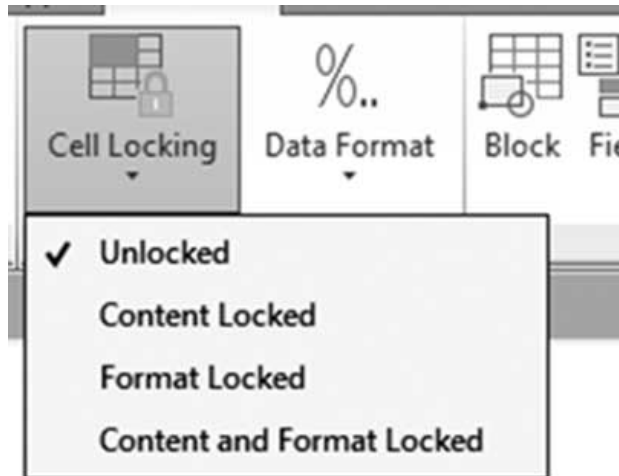 Cell Locking
%..
Data Format
Block
Unlocked
Content Locked
Format Locked
Content and Format Locked